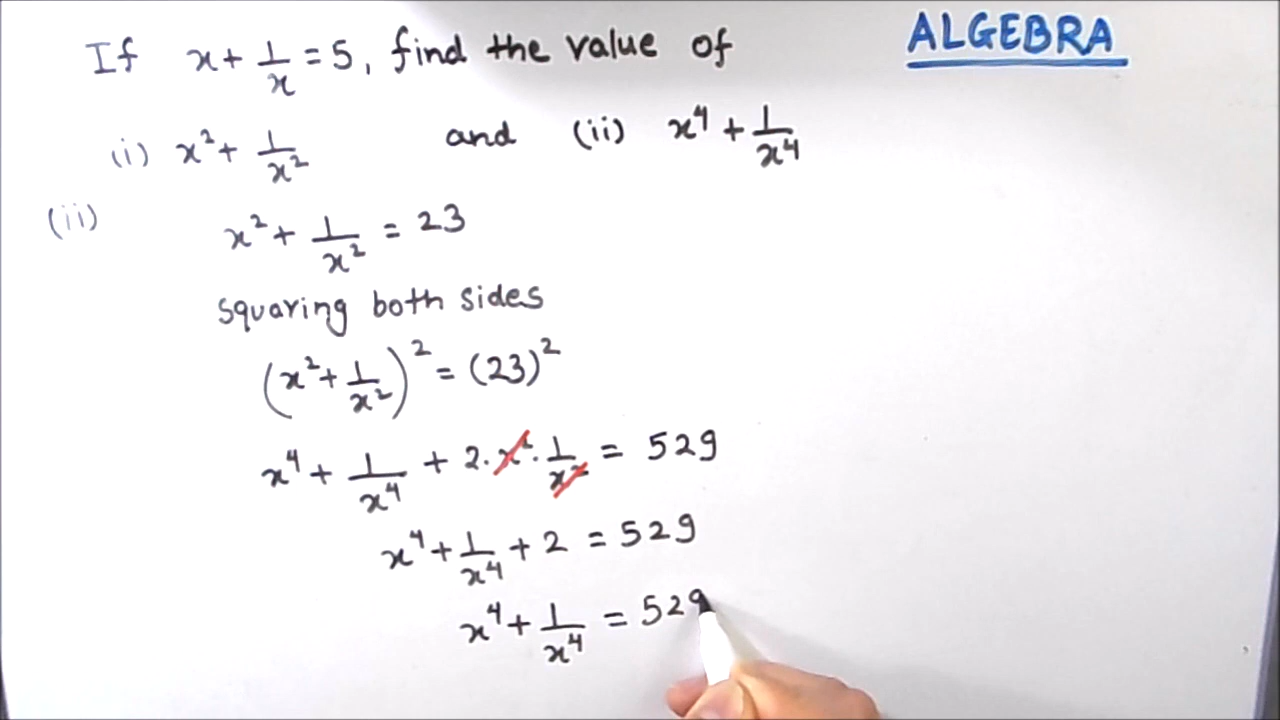 If x + 1/x = 5, find the value of
ALGEBRA
(i) x² + 1/x² and (ii) x⁴ + 1/x⁴
(ii)
x² + 1/x² = 23
squaring both sides
(x² + 1/x²)² = (23)²
x⁴ + 1/x⁴ + 2 · x² · 1/x² = 529
x⁴ + 1/x⁴ + 2 = 529
x⁴ + 1/x⁴ = 529